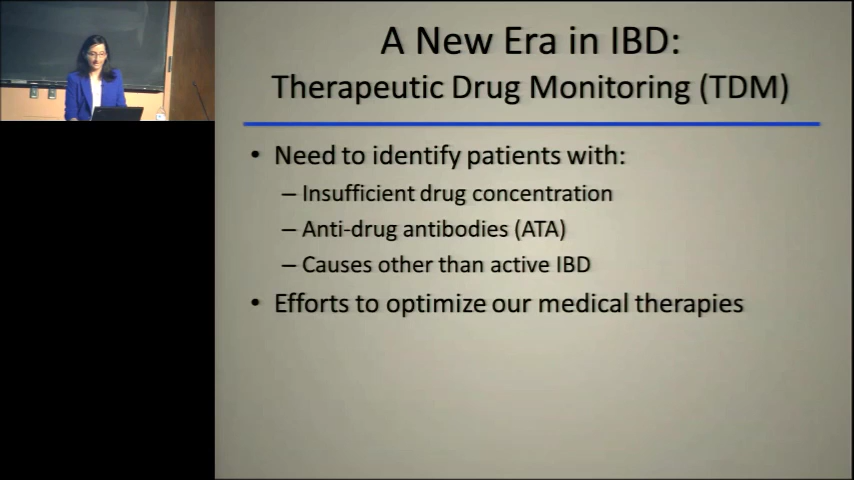 A New Era in IBD:
Therapeutic Drug Monitoring (TDM)
• Need to identify patients with:
– Insufficient drug concentration
– Anti-drug antibodies (ATA)
– Causes other than active IBD
• Efforts to optimize our medical therapies